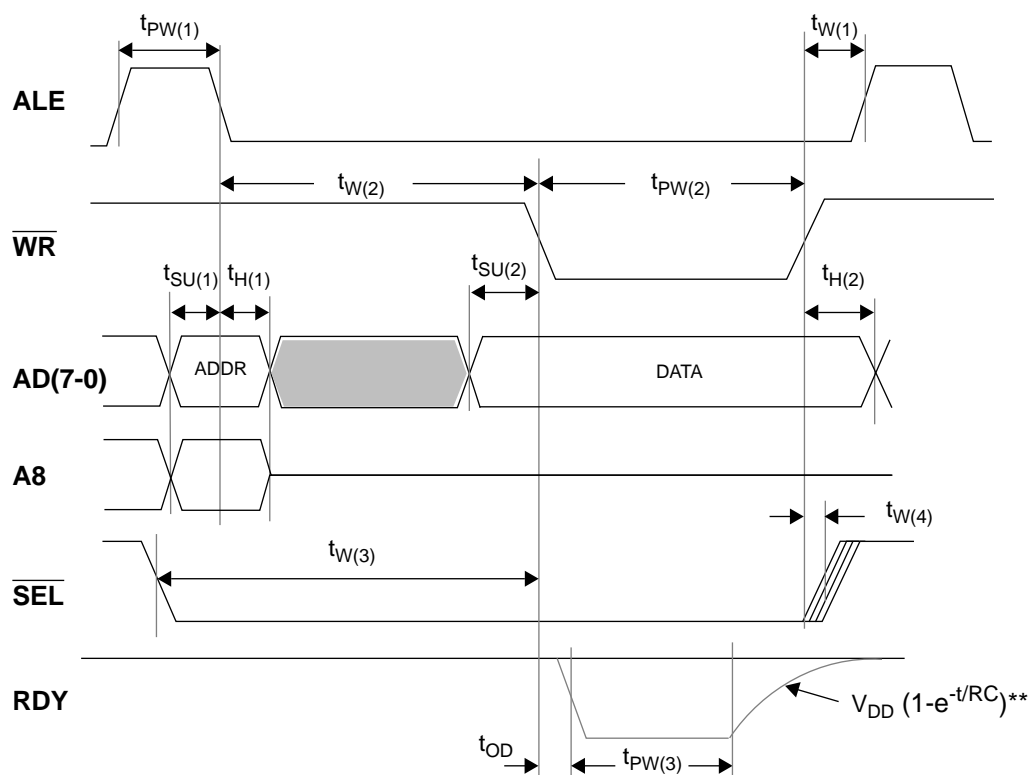 tPW(1)
tW(1)
ALE
tW(2)
tPW(2)
WR
tSU(1)
tH(1)
tSU(2)
tH(2)
AD(7-0)
ADDR
DATA
A8
tW(4)
tW(3)
SEL
RDY
VDD (1-e-t/RC)**
tOD
tPW(3)